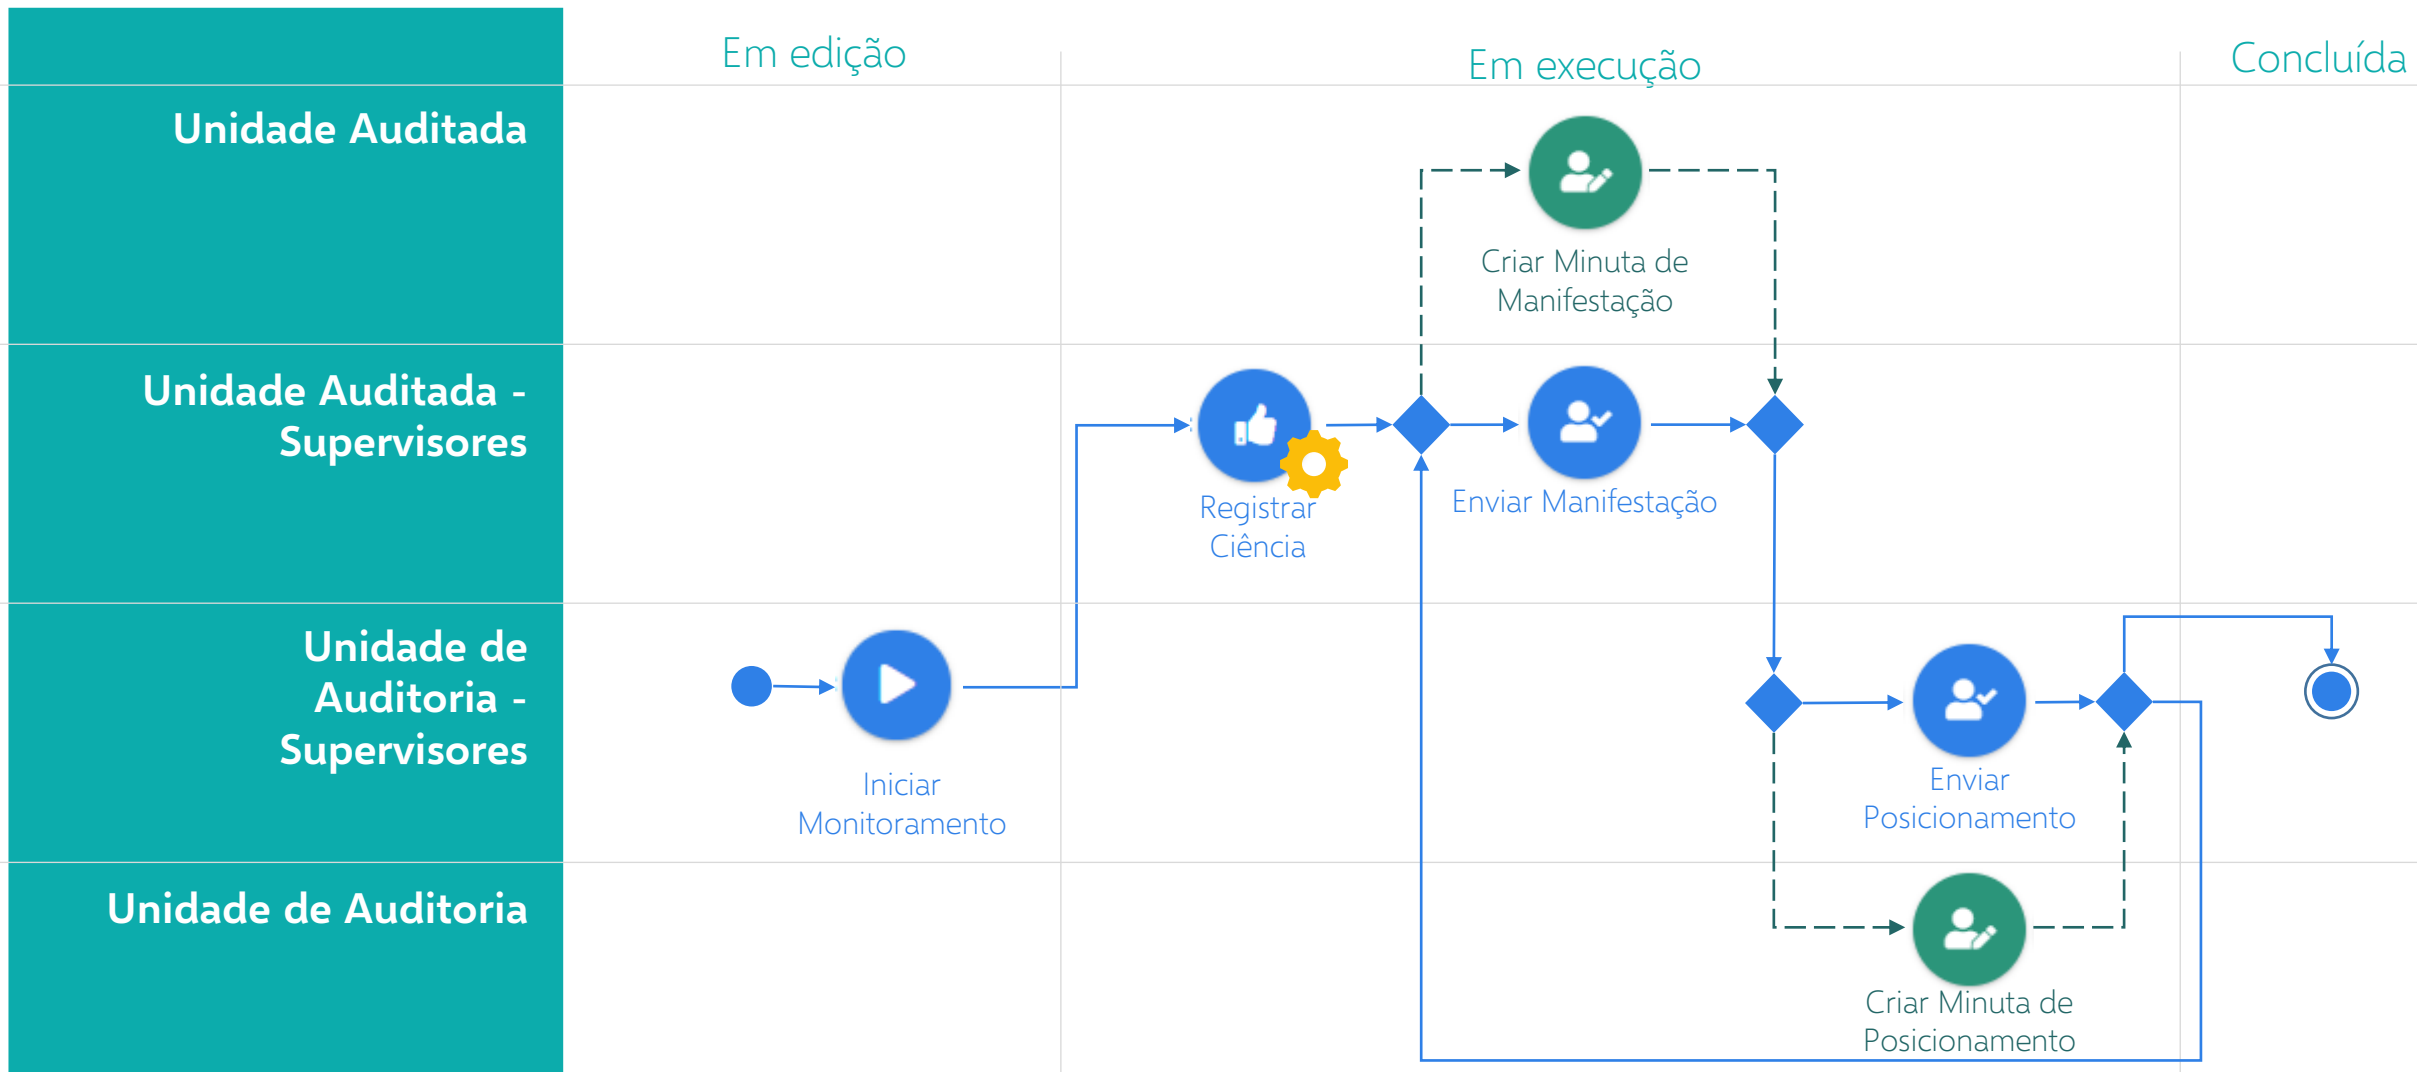 Em edição
Em execução
Concluída
Unidade Auditada
Criar Minuta de
Manifestação
Unidade Auditada -
Supervisores
Registrar
Ciência
Enviar Manifestação
Unidade de
Auditoria -
Supervisores
Iniciar
Monitoramento
Enviar
Posicionamento
Unidade de Auditoria
Criar Minuta de
Posicionamento